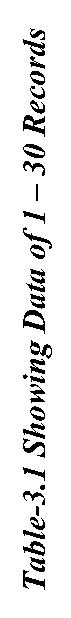 Table-3.1 Showing Data of 1 – 30 Records